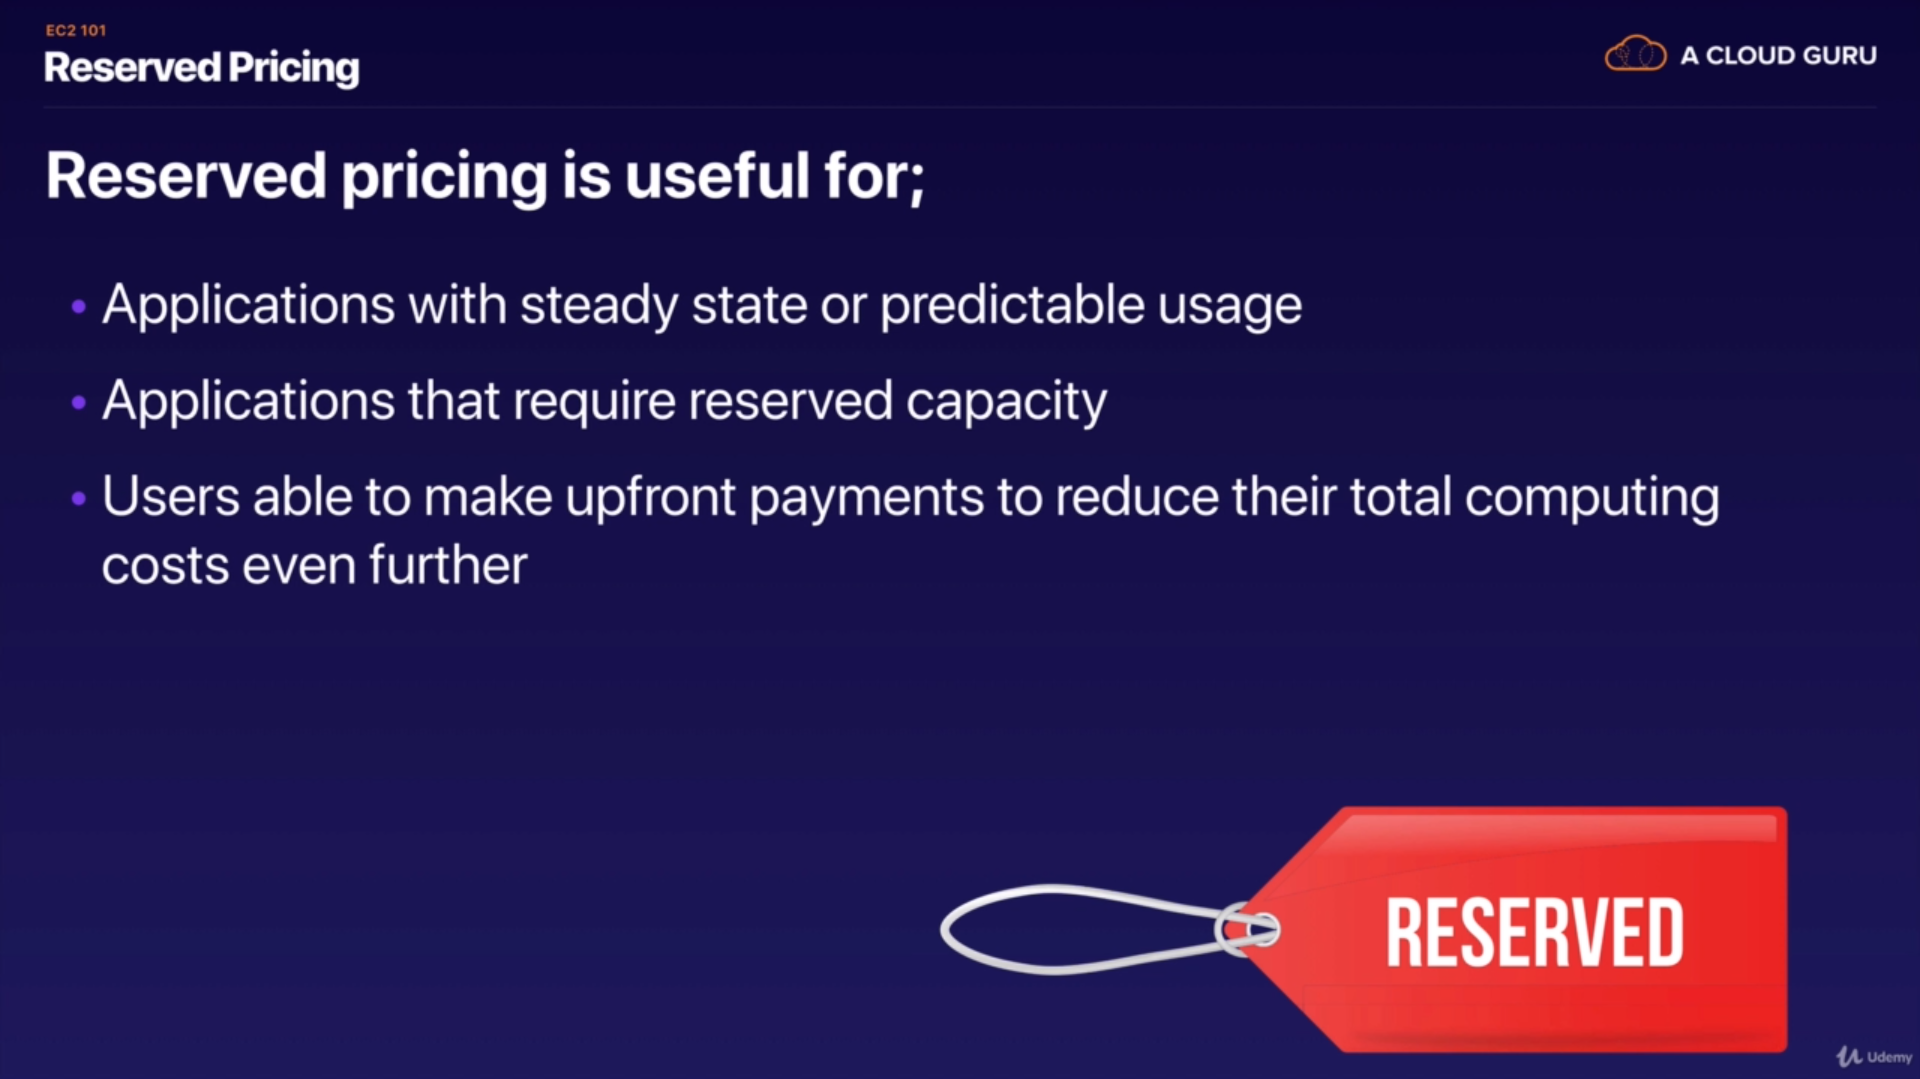 EC2 101
Reserved Pricing
A CLOUD GURU
Reserved pricing is useful for;
• Applications with steady state or predictable usage
• Applications that require reserved capacity
• Users able to make upfront payments to reduce their total computing
costs even further
RESERVED
Udemy